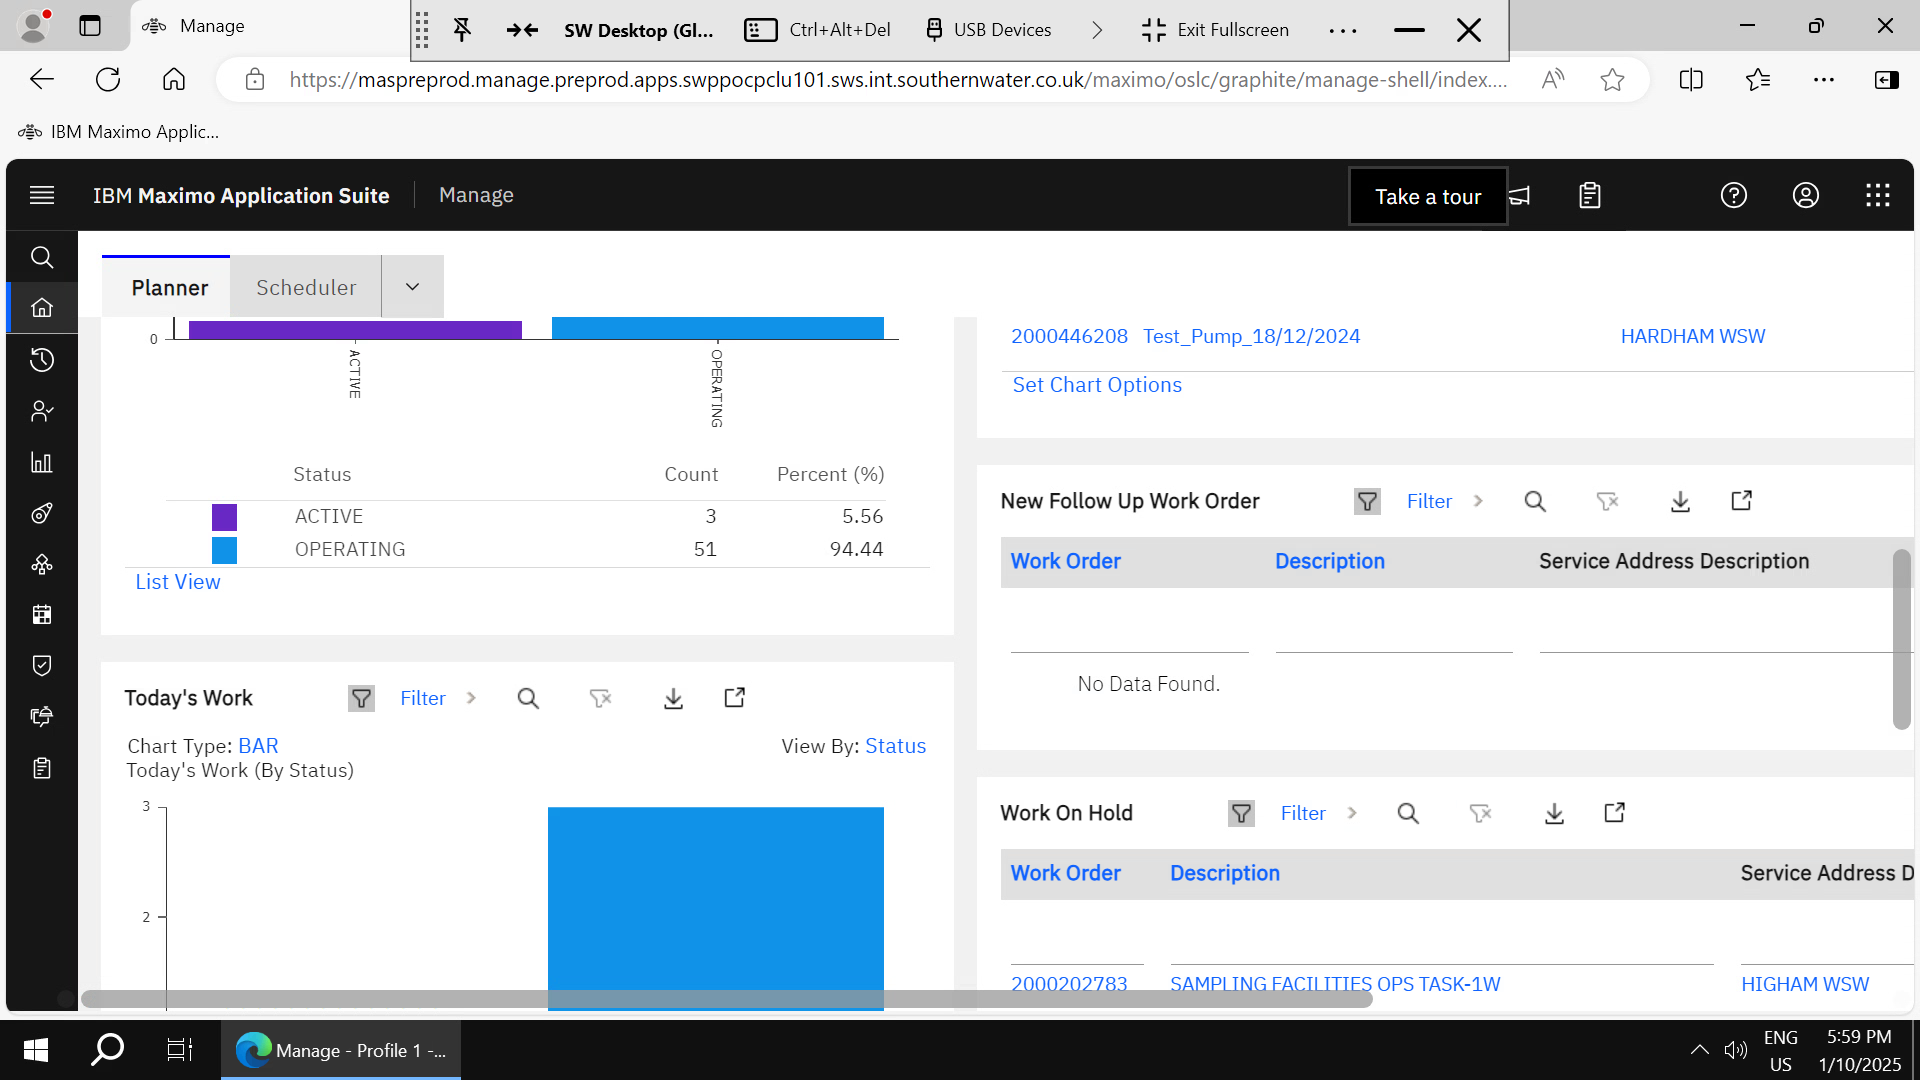 Manage
SW Desktop (Gl...
Ctrl+Alt+Del
USB Devices
Exit Fullscreen
https://maspreprod.manage.preprod.apps.swppocpclu101.sws.int.southernwater.co.uk/maximo/oslc/graphite/manage-shell/index....
IBM Maximo Applic...
IBM Maximo Application Suite
Manage
Take a tour
Planner
Scheduler
0
ACTIVE
OPERATING
Status Count Percent (%)
ACTIVE 3 5.56
OPERATING 51 94.44
List View
Today's Work
Filter
Chart Type: BAR
View By: Status
Today's Work (By Status)
3
2
2000446208 Test_Pump_18/12/2024 HARDHAM WSW
Set Chart Options
New Follow Up Work Order
Filter
Work Order Description Service Address Description
No Data Found.
Work On Hold
Filter
Work Order Description Service Address D
2000202783 SAMPLING FACILITIES OPS TASK-1W HIGHAM WSW
Manage - Profile 1 -...
ENG
US
5:59 PM
1/10/2025